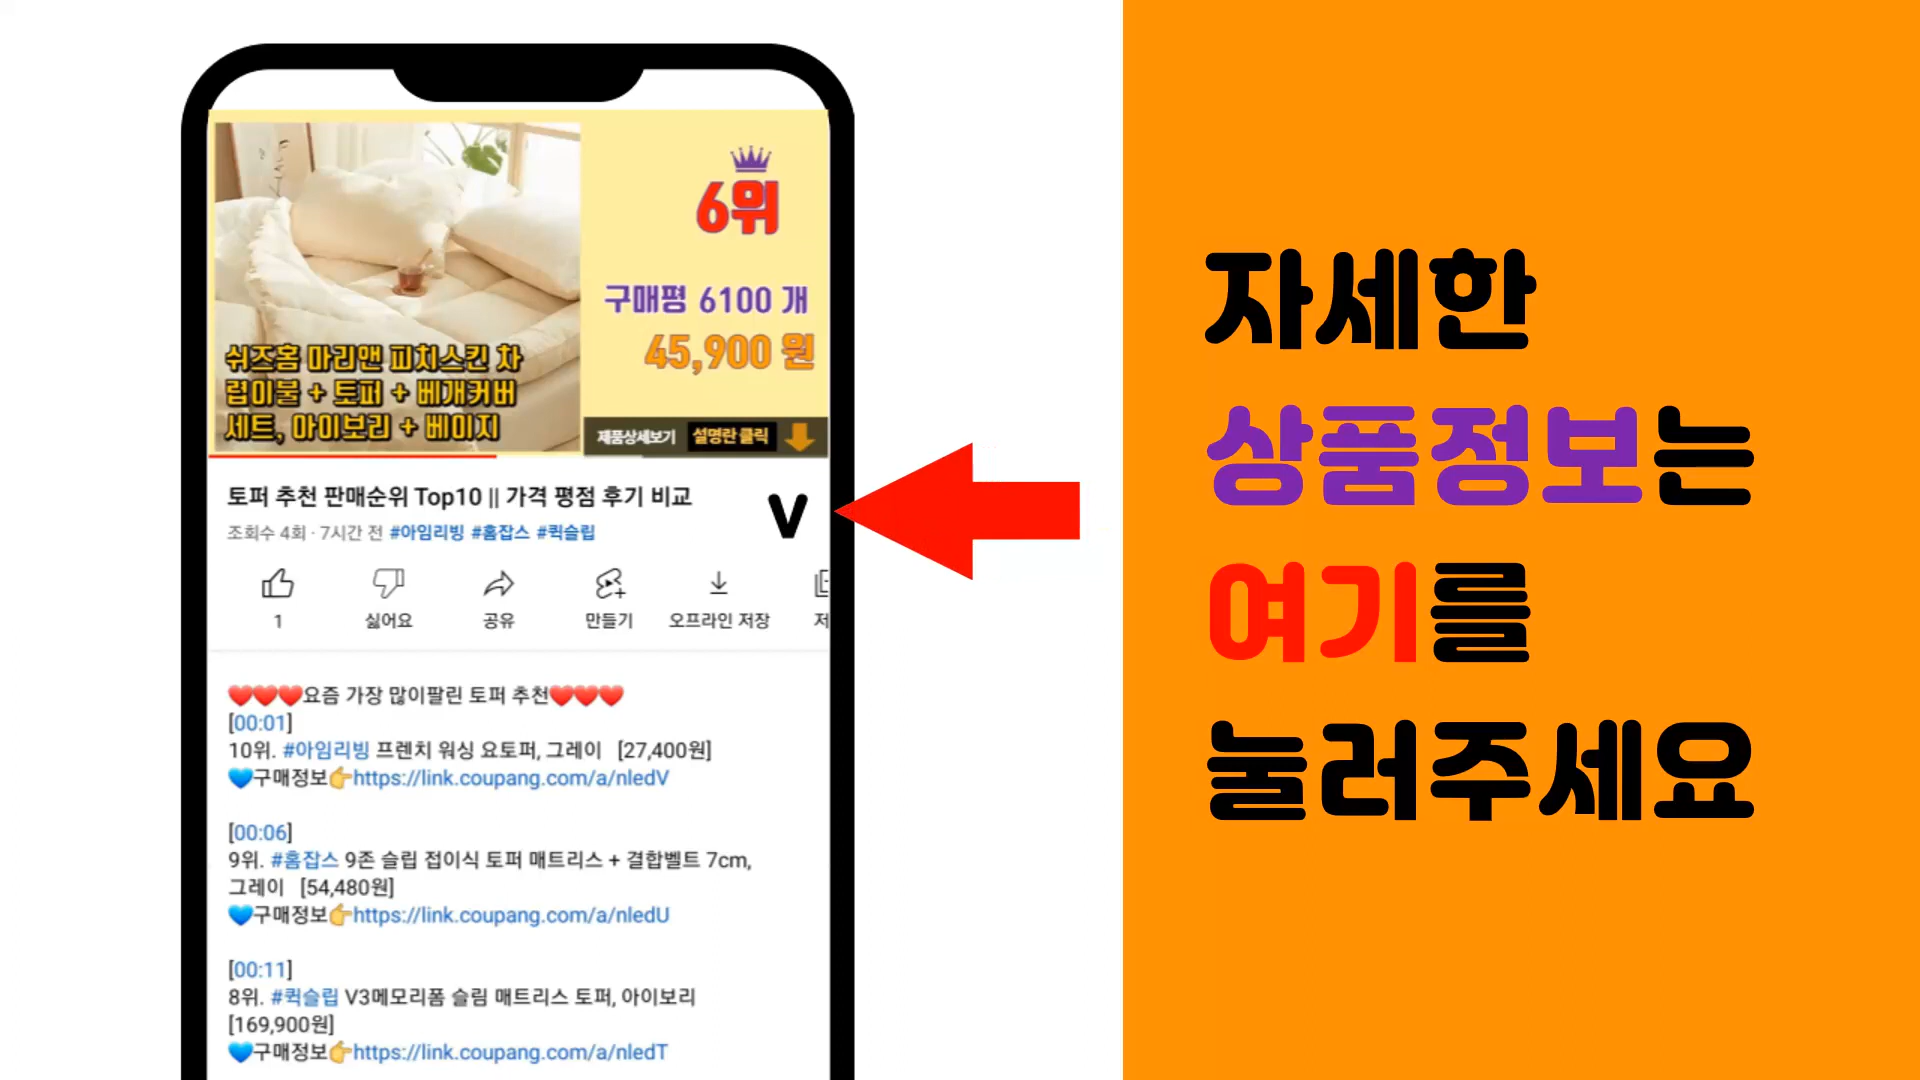 6위
구매평 6100 개
45,900 원
쉬즈홈 마리앤 피치스킨 차
렵이불 + 토퍼 + 베개커버
세트, 아이보리 + 베이지
제품상세보기 설명란 클릭
토퍼 추천 판매순위 Top10 || 가격 평점 후기 비교
V
조회수 4회 · 7시간 전 #아임리빙 #홈잡스 #퀵슬립
1 싫어요 공유 만들기 오프라인 저장 저
❤️❤️❤️요즘 가장 많이팔린 토퍼 추천❤️❤️❤️
[00:01]
10위. #아임리빙 프렌치 워싱 요토퍼, 그레이 [27,400원]
💙구매정보👉https://link.coupang.com/a/nledV
[00:06]
9위. #홈잡스 9존 슬립 접이식 토퍼 매트리스 + 결합벨트 7cm,
그레이 [54,480원]
💙구매정보👉https://link.coupang.com/a/nledU
[00:11]
8위. #퀵슬립 V3메모리폼 슬림 매트리스 토퍼, 아이보리
[169,900원]
💙구매정보👉https://link.coupang.com/a/nledT
자세한
상품정보는
여기를
눌러주세요